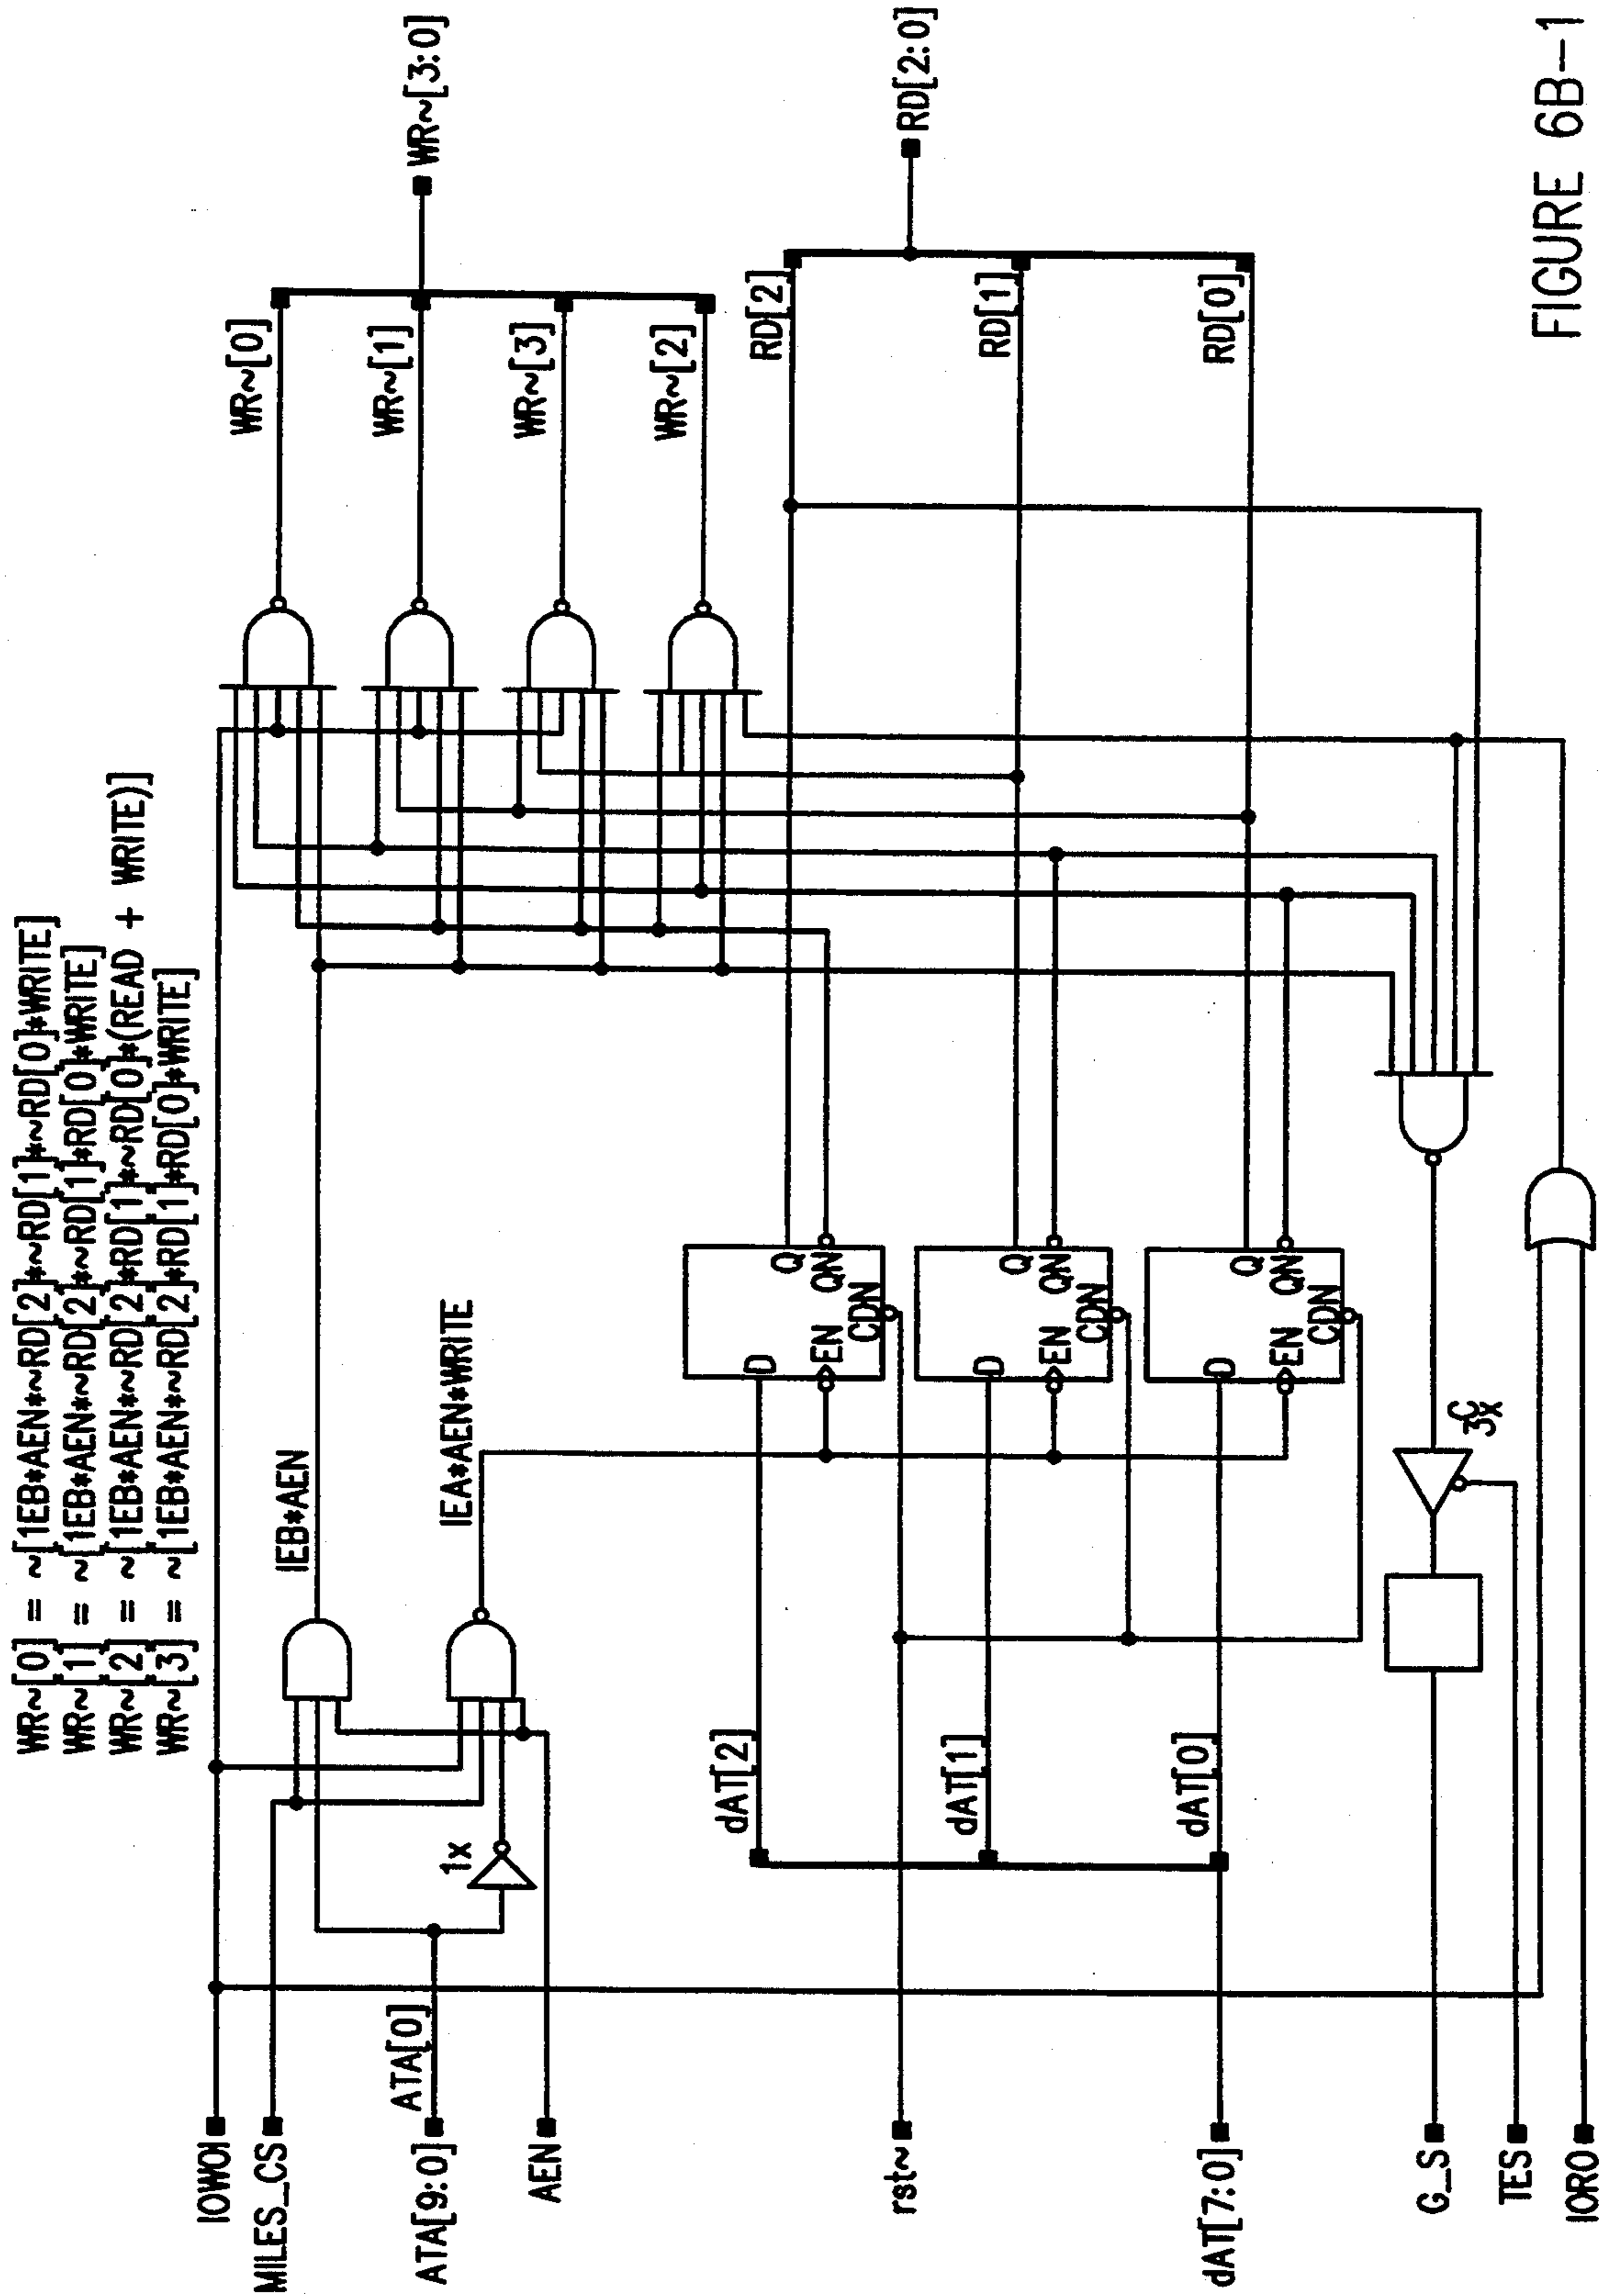 WR~[0] = ~[1EB*AEN*~RD[2]*~RD[1]*~RD[0]*WRITE]
WR~[1] = ~[1EB*AEN*~RD[2]*~RD[1]*RD[0]*WRITE]
WR~[2] = ~[1EB*AEN*~RD[2]*RD[1]*~RD[0]*(READ + WRITE)]
WR~[3] = ~[1EB*AEN*~RD[2]*RD[1]*RD[0]*WRITE]
IOWOI
MILES_CS
ATA[9:0]
ATA[0]
AEN
1x
IEB*AEN
IEA*AEN*WRITE
WR~[0]
WR~[1]
WR~[3]
WR~[2]
WR~[3:0]
rst~
dAT[7:0]
dAT[2]
dAT[1]
dAT[0]
D
EN
CDN
Q
QN
D
EN
CDN
Q
QN
D
EN
CDN
Q
QN
RD[2]
RD[1]
RD[0]
RD[2:0]
G_S
TES
IORO
C
3x
FIGURE 6B-1